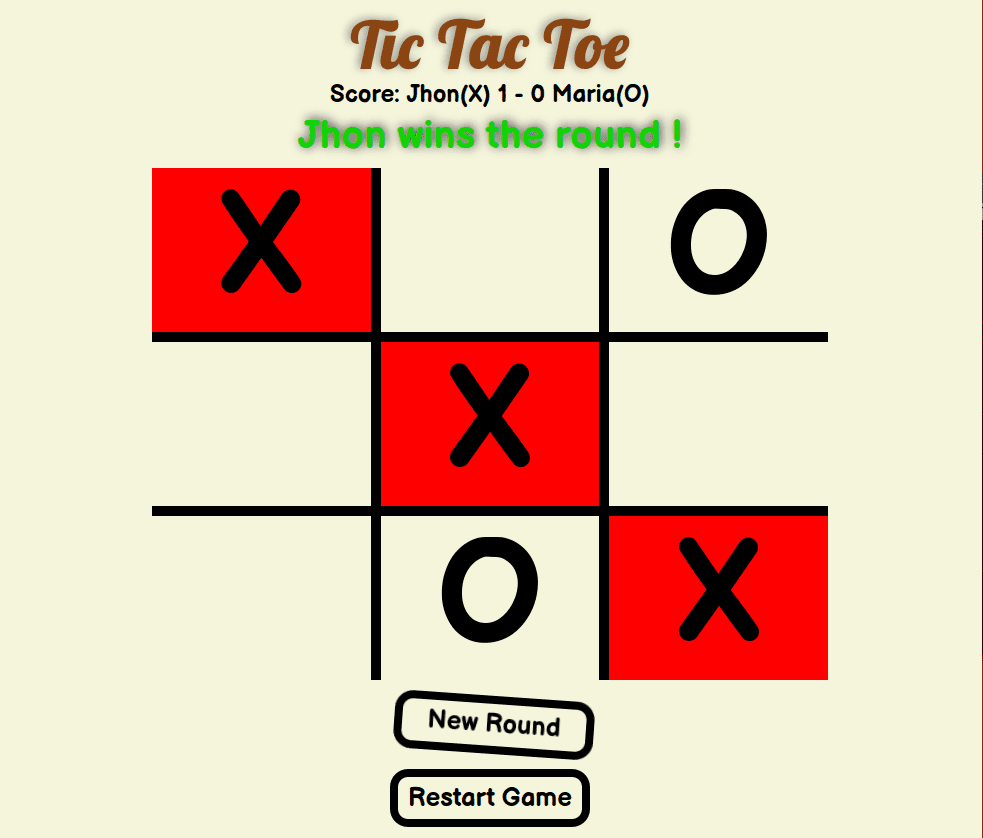 Tic Tac Toe
Score: Jhon(X) 1 - 0 Maria(O)
Jhon wins the round !
X O
X
O X
New Round
Restart Game